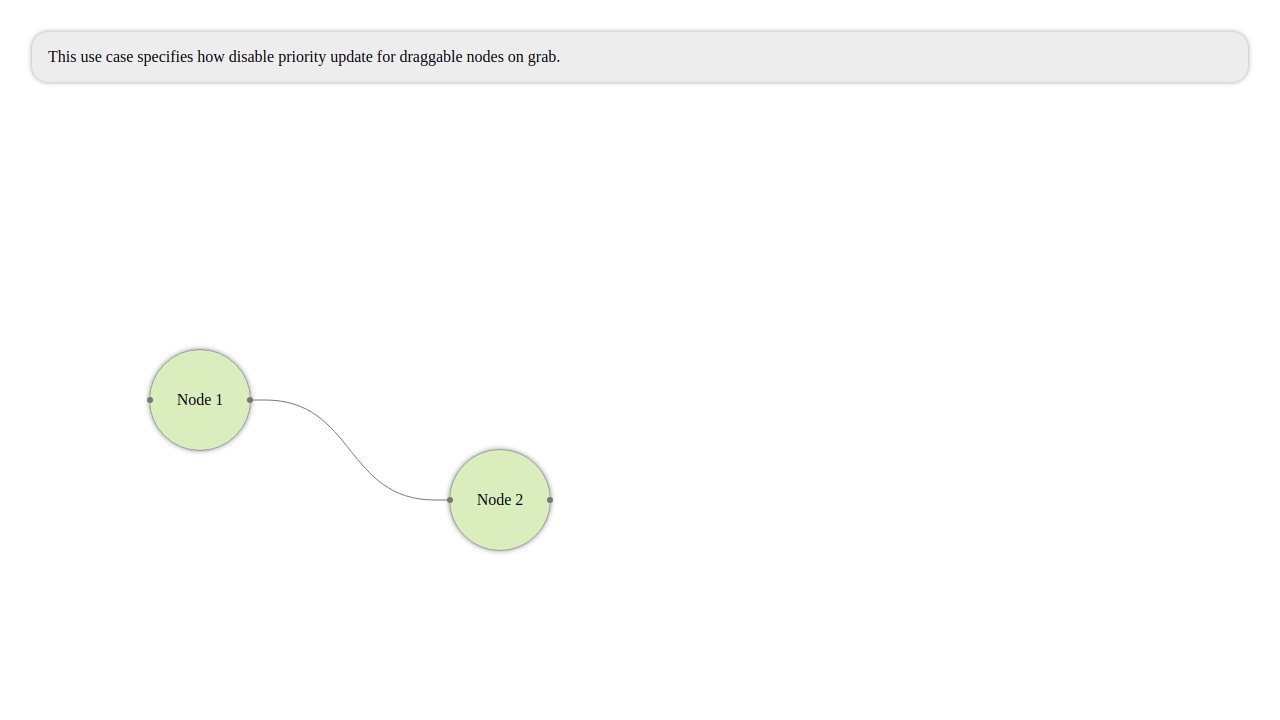 This use case specifies how disable priority update for draggable nodes on grab.
Node 1
Node 2